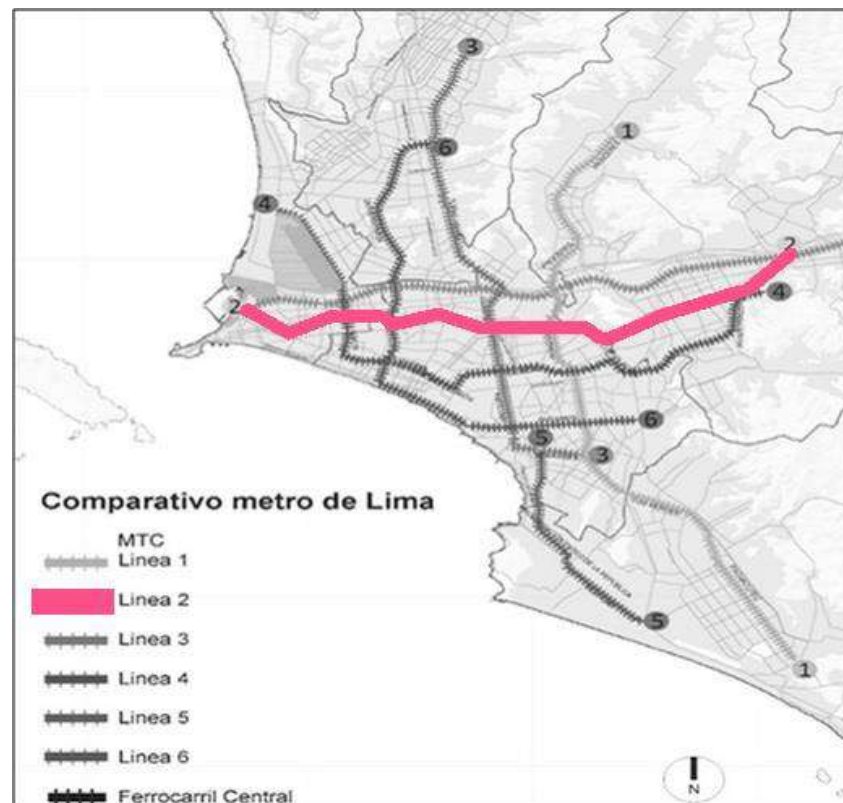 3
1
6
4
2
2
4
6
5
3
5
1
Comparativo metro de Lima
MTC
Linea 1
Linea 2
Linea 3
Linea 4
Linea 5
Linea 6
Ferrocarril Central
N